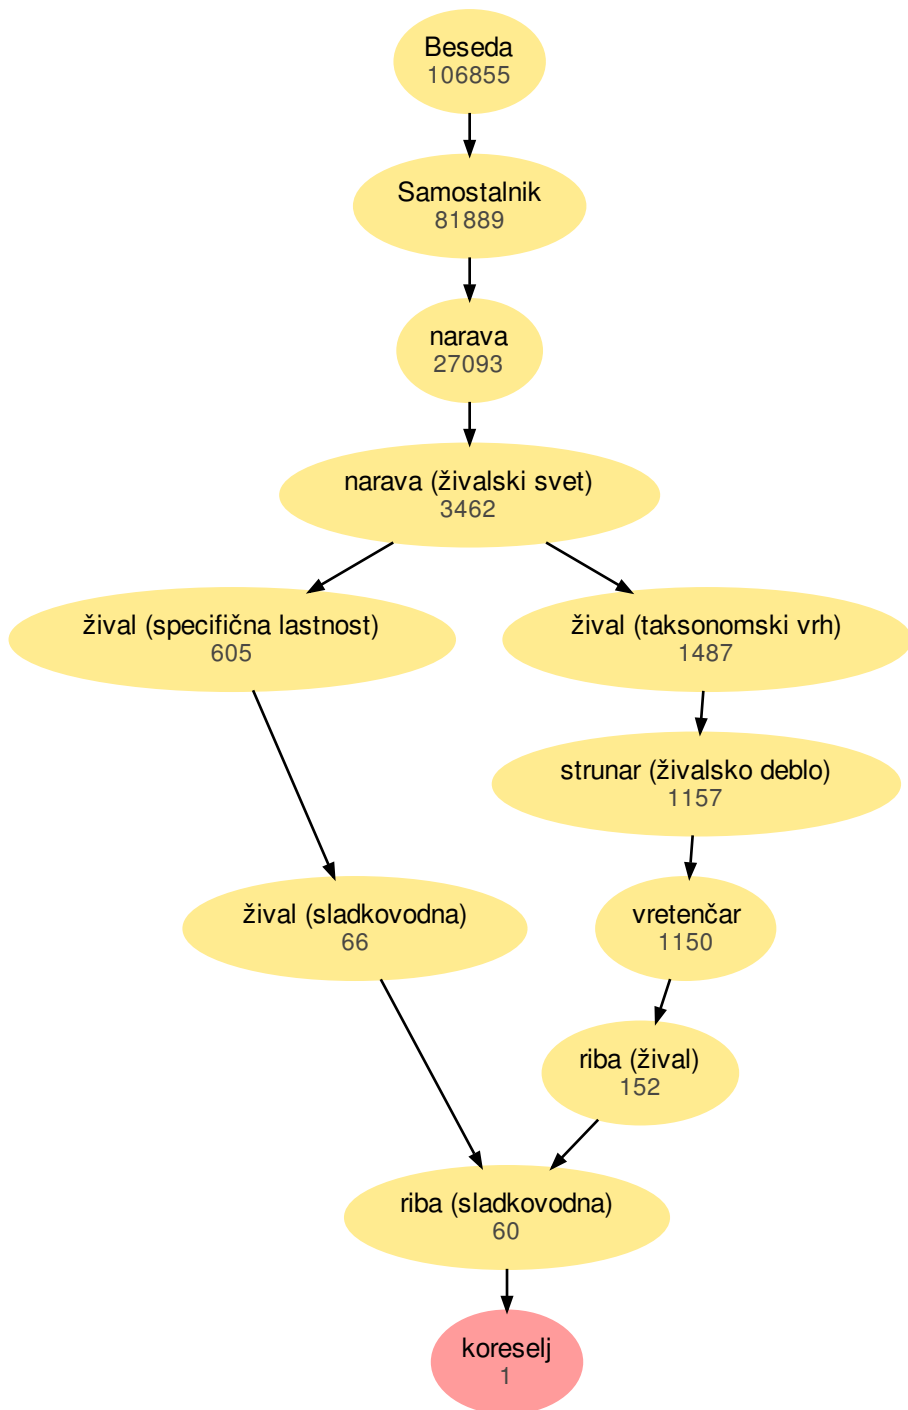 Beseda
106855
Samostalnik
81889
narava
27093
narava (živalski svet)
3462
žival (specifična lastnost)
605
žival (taksonomski vrh)
1487
strunar (živalsko deblo)
1157
žival (sladkovodna)
66
vretenčar
1150
riba (žival)
152
riba (sladkovodna)
60
koreselj
1